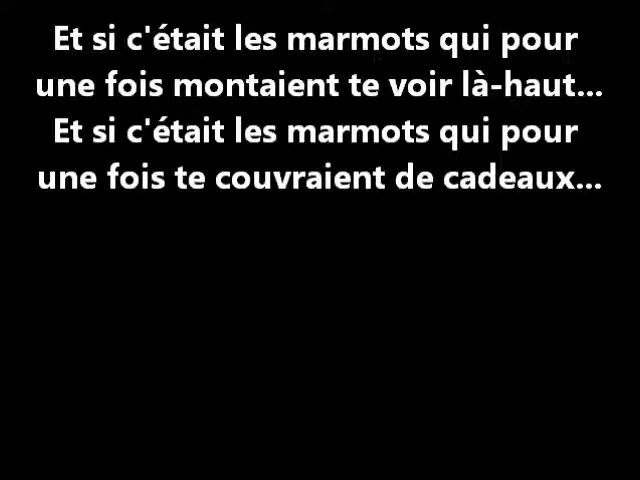 Et si c'était les marmots qui pour
une fois montaient te voir là-haut...
Et si c'était les marmots qui pour
une fois te couvraient de cadeaux...